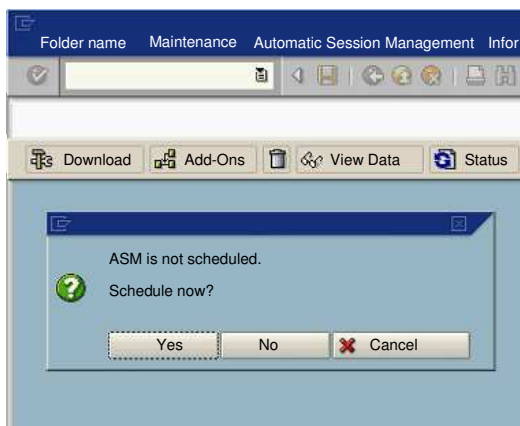 Folder name Maintenance Automatic Session Management Infor
Download Add-Ons View Data Status
ASM is not scheduled.
Schedule now?
Yes No Cancel